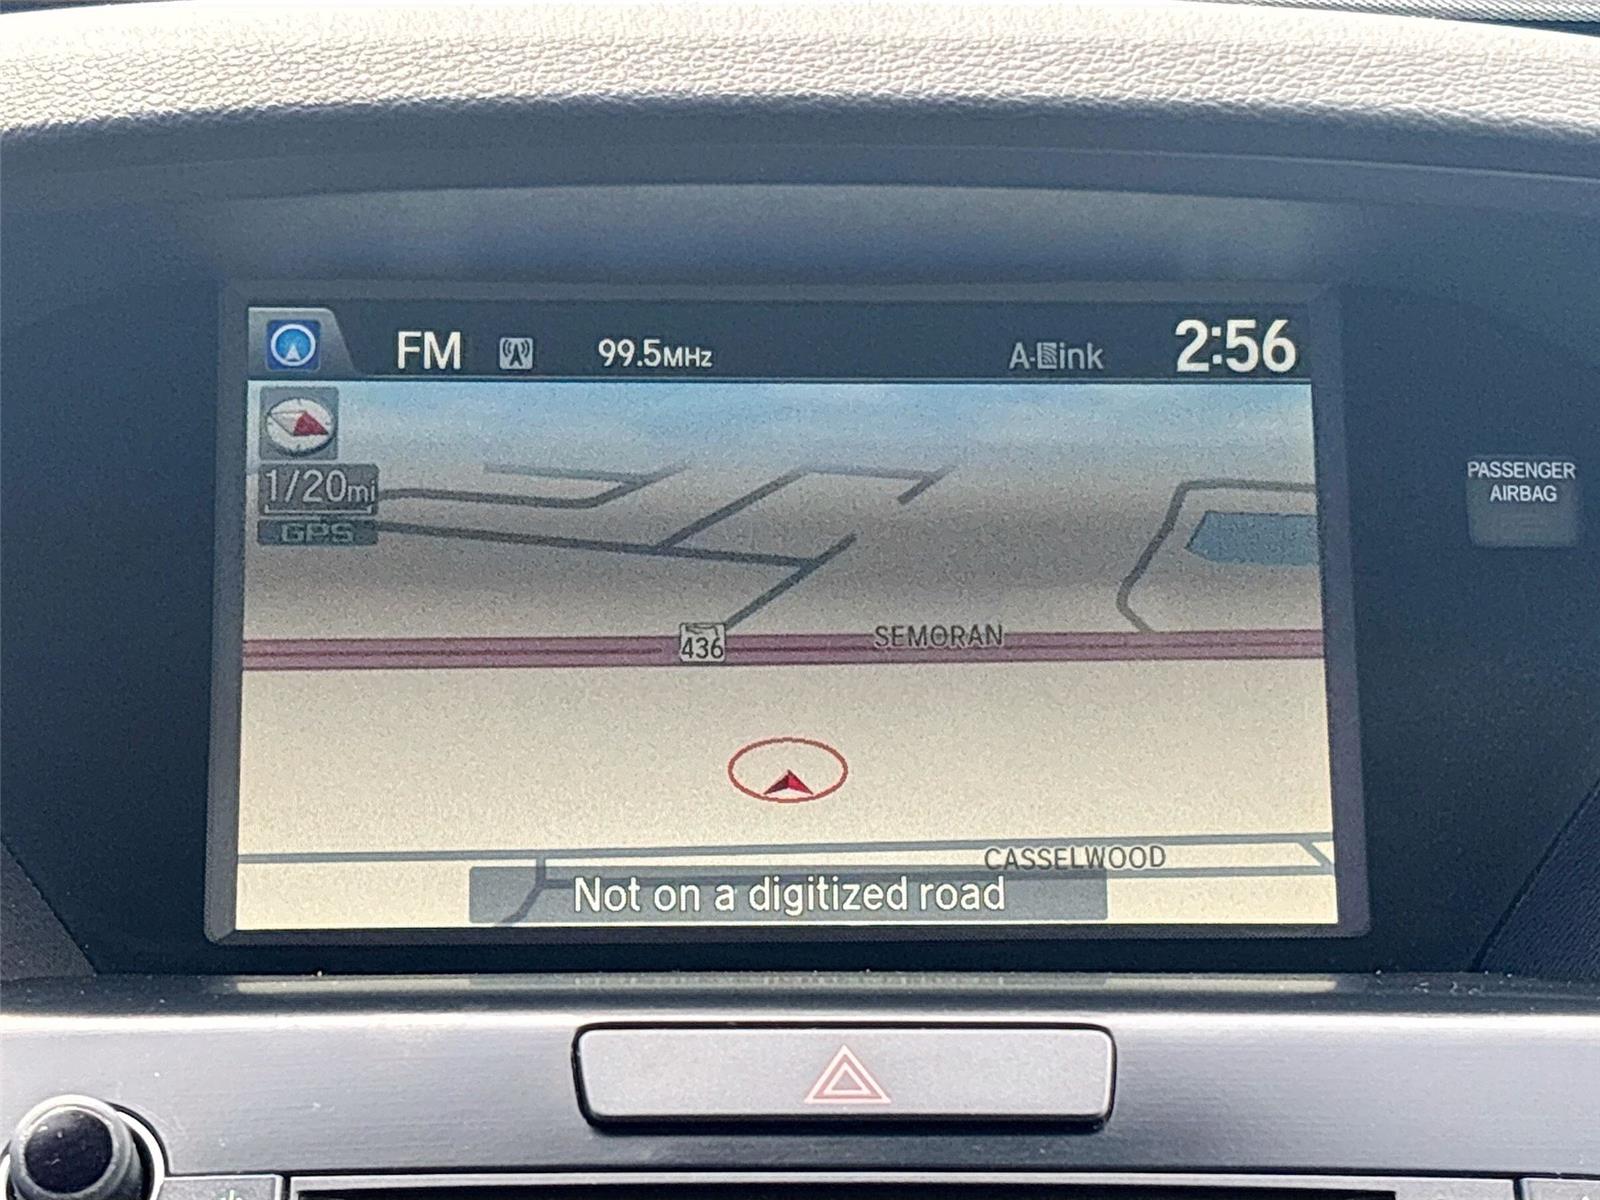 FM 99.5MHz A-Link 2:56
1/20mi
GPS
PASSENGER
AIRBAG
436 SEMORAN
CASSELWOOD
Not on a digitized road